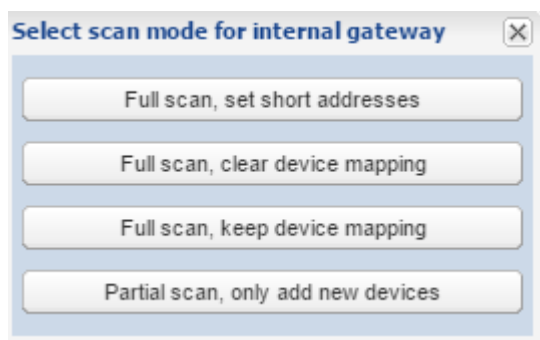 Select scan mode for internal gateway
Full scan, set short addresses
Full scan, clear device mapping
Full scan, keep device mapping
Partial scan, only add new devices